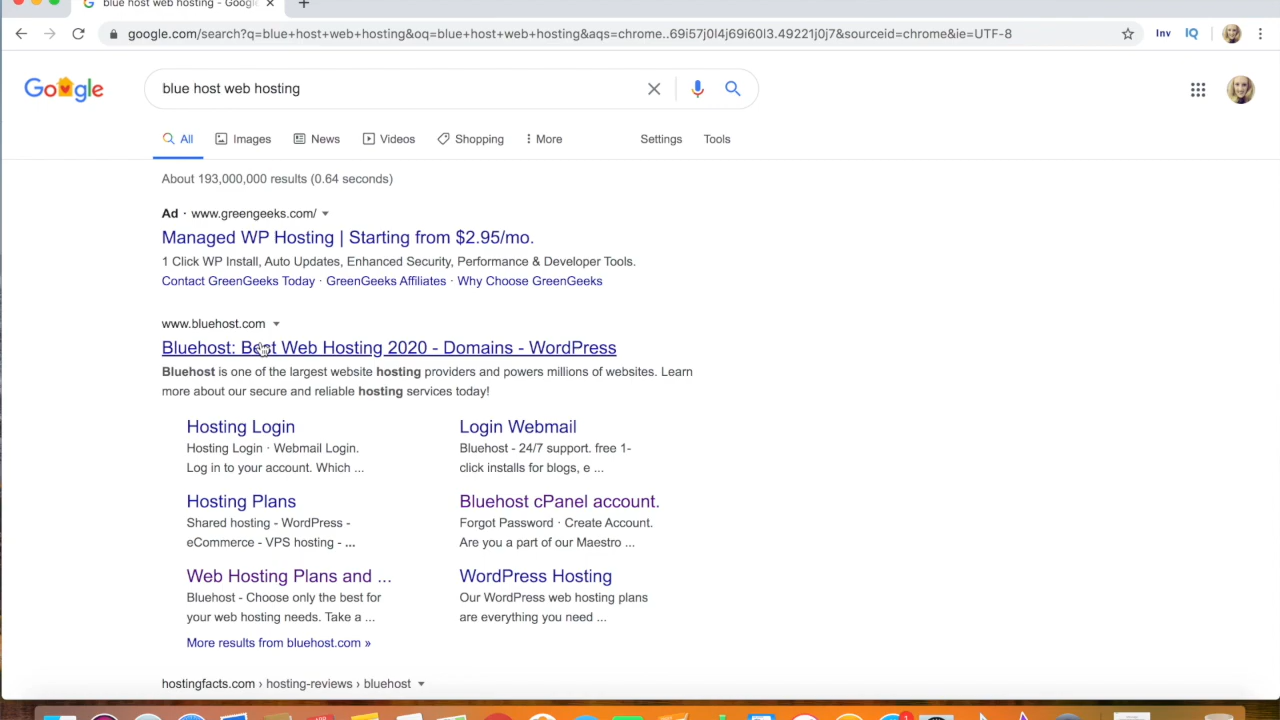 blue host web hosting - Google
google.com/search?q=blue+host+web+hosting&oq=blue+host+web+hosting&aqs=chrome..69i57j0l4j69i60l3.49221j0j7&sourceid=chrome&ie=UTF-8
Inv
IQ
Google
blue host web hosting
All
Images
News
Videos
Shopping
More
Settings
Tools
About 193,000,000 results (0.64 seconds)
Ad · www.greengeeks.com/
Managed WP Hosting | Starting from $2.95/mo.
1 Click WP Install, Auto Updates, Enhanced Security, Performance & Developer Tools.
Contact GreenGeeks Today · GreenGeeks Affiliates · Why Choose GreenGeeks
www.bluehost.com
Bluehost: Best Web Hosting 2020 - Domains - WordPress
Bluehost is one of the largest website hosting providers and powers millions of websites. Learn
more about our secure and reliable hosting services today!
Hosting Login
Hosting Login · Webmail Login.
Log in to your account. Which ...
Login Webmail
Bluehost - 24/7 support. free 1-
click installs for blogs, e ...
Hosting Plans
Shared hosting - WordPress -
eCommerce - VPS hosting - ...
Bluehost cPanel account.
Forgot Password · Create Account.
Are you a part of our Maestro ...
Web Hosting Plans and ...
Bluehost - Choose only the best for
your web hosting needs. Take a ...
WordPress Hosting
Our WordPress web hosting plans
are everything you need ...
More results from bluehost.com »
hostingfacts.com › hosting-reviews › bluehost
1